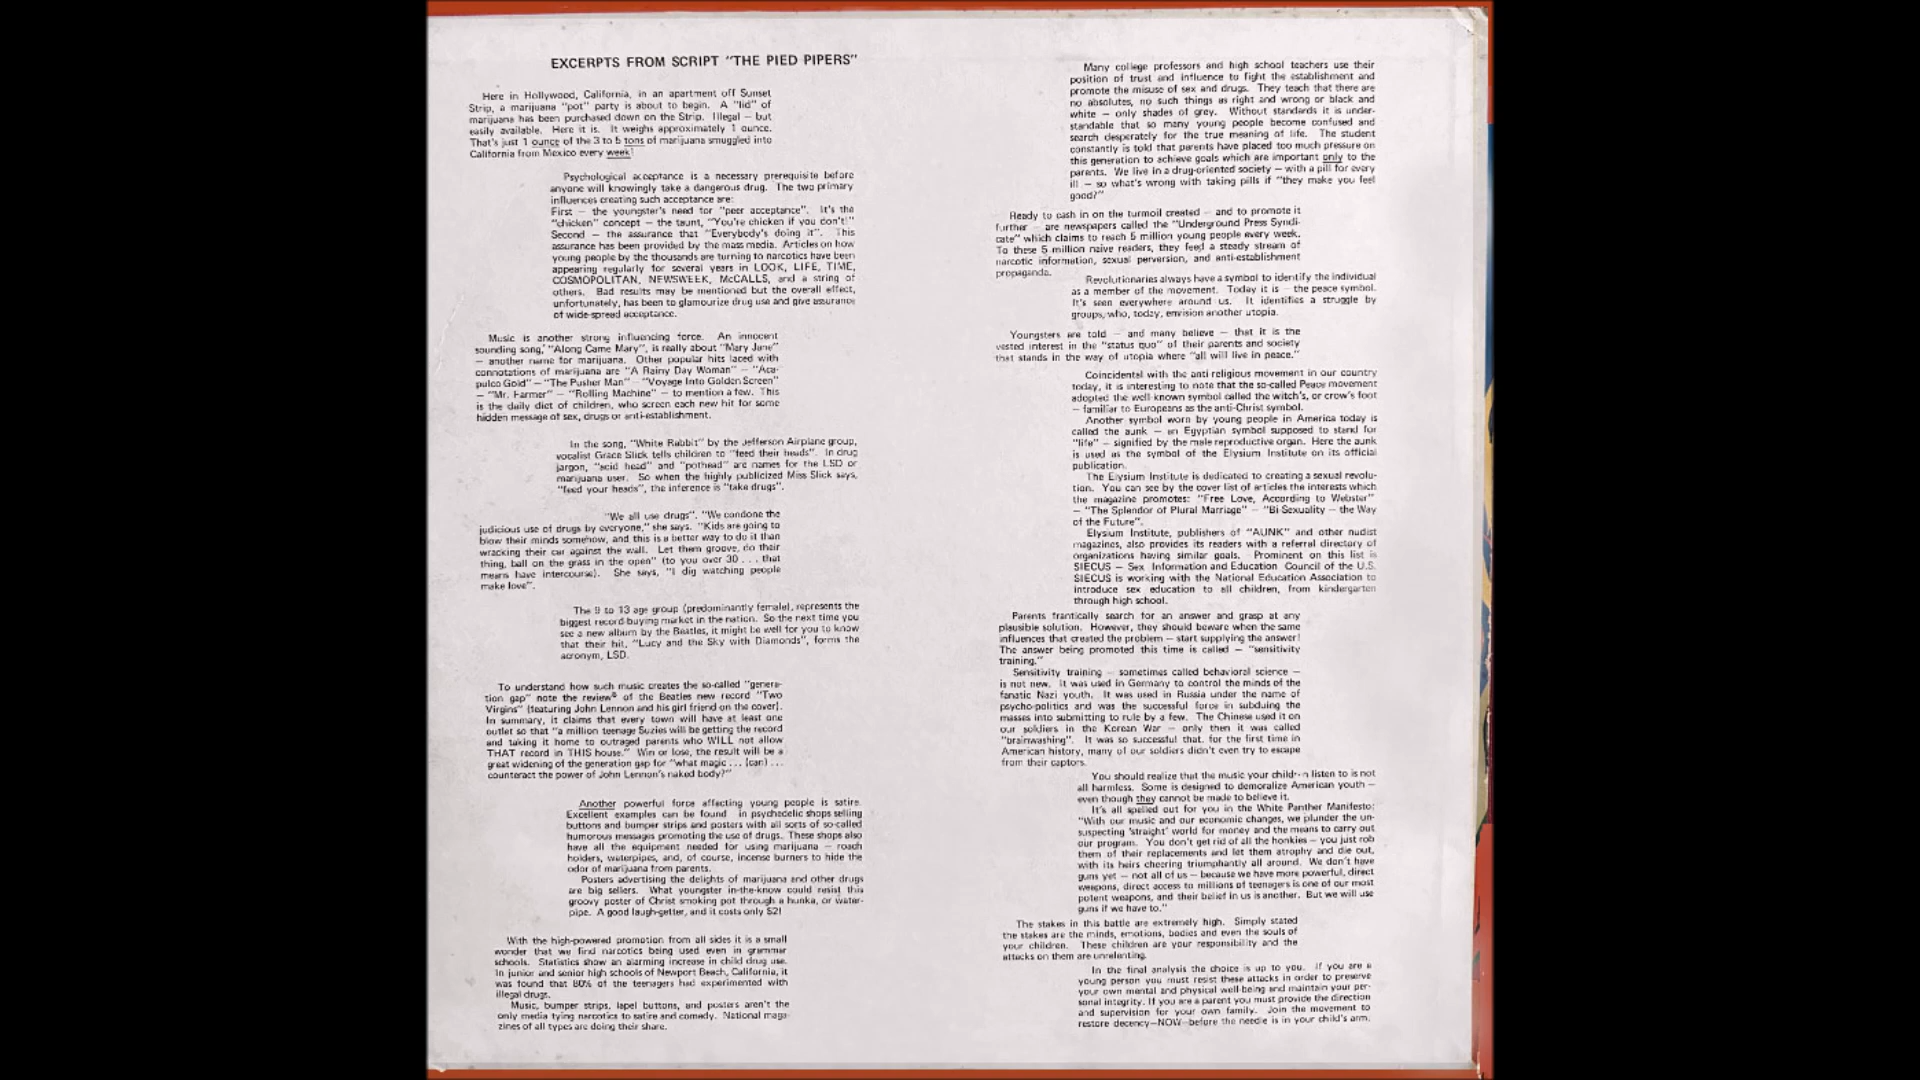 EXCERPTS FROM SCRIPT "THE PIED PIPERS"
Here in Hollywood, California, in an apartment off Sunset
Strip, a marijuana "pot" party is about to begin. A "lid" of
marijuana has been purchased down on the Strip. Illegal — but
easily available. Here it is. It weighs approximately 1 ounce.
That's just 1 ounce of the 3 to 5 tons of marijuana smuggled into
California from Mexico every week!
Psychological acceptance is a necessary prerequisite before
anyone will knowingly take a dangerous drug. The two primary
influences creating such acceptance are:
First — the youngster's need for "peer acceptance". It's the
"chicken" concept — the taunt, "You're chicken if you don't!"
Second — the assurance that "Everybody's doing it". This
assurance has been provided by the mass media. Articles on how
young people by the thousands are turning to narcotics have been
appearing regularly for several years in LOOK, LIFE, TIME,
COSMOPOLITAN, NEWSWEEK, McCALLS, and a string of
others. Bad results may be mentioned but the overall effect,
unfortunately, has been to glamourize drug use and give assurance
of wide-spread acceptance.
Music is another strong influencing force. An innocent
sounding song, "Along Came Mary", is really about "Mary Jane"
— another name for marijuana. Other popular hits laced with
connotations of marijuana are "A Rainy Day Woman" — "Aca-
pulco Gold" — "The Pusher Man" — "Voyage Into Golden Screen"
— "Mr. Farmer" — "Rolling Machine" — to mention a few. This
is the daily diet of children, who screen each new hit for some
hidden message of sex, drugs or anti-establishment.
In the song, "White Rabbit" by the Jefferson Airplane group,
vocalist Grace Slick tells children to "feed their heads". In drug
jargon, "acid head" and "pothead" are names for the LSD or
marijuana user. So when the highly publicized Miss Slick says,
"feed your heads", the inference is "take drugs".
"We all use drugs". "We condone the
judicious use of drugs by everyone," she says. "Kids are going to
blow their minds somehow, and this is a better way to do it than
wracking their car against the wall. Let them groove, do their
thing, ball on the grass in the open" (to you over 30 . . . that
means have intercourse). She says, "I dig watching people
make love".
The 9 to 13 age group (predominantly female), represents the
biggest record-buying market in the nation. So the next time you
see a new album by the Beatles, it might be well for you to know
that their hit, "Lucy and the Sky with Diamonds", forms the
acronym, LSD.
To understand how such music creates the so-called "genera-
tion gap" note the review of the Beatles new record "Two
Virgins" (featuring John Lennon and his girl friend on the cover).
In summary, it claims that every town will have at least one
outlet so that "a million teenage Suzies will be getting the record
and taking it home to outraged parents who WILL not allow
THAT record in THIS house." Win or lose, the result will be a
great widening of the generation gap for "what magic . . . (can) . . .
counteract the power of John Lennon's naked body?"
Another powerful force affecting young people is satire.
Excellent examples can be found in psychedelic shops selling
buttons and bumper strips and posters with all sorts of so-called
humorous messages promoting the use of drugs. These shops also
have all the equipment needed for using marijuana — roach
holders, waterpipes, and, of course, incense burners to hide the
odor of marijuana from parents.
Posters advertising the delights of marijuana and other drugs
are big sellers. What youngster in-the-know could resist this
groovy poster of Christ smoking pot through a hunka, or water-
pipe. A good laugh-getter, and it costs only $2!
With the high-powered promotion from all sides it is a small
wonder that we find narcotics being used even in grammar
schools. Statistics show an alarming increase in child drug use.
In junior and senior high schools of Newport Beach, California, it
was found that 80% of the teenagers had experimented with
illegal drugs.
Music, bumper strips, lapel buttons, and posters aren't the
only media tying narcotics to satire and comedy. National maga-
zines of all types are doing their share.
Many college professors and high school teachers use their
position of trust and influence to fight the establishment and
promote the misuse of sex and drugs. They teach that there are
no absolutes, no such things as right and wrong or black and
white — only shades of grey. Without standards it is under-
standable that so many young people become confused and
search desperately for the true meaning of life. The student
constantly is told that parents have placed too much pressure on
this generation to achieve goals which are important only to the
parents. We live in a drug-oriented society — with a pill for every
ill — so what's wrong with taking pills if "they make you feel
good?"
Ready to cash in on the turmoil created — and to promote it
further — are newspapers called the "Underground Press Syndi-
cate" which claims to reach 5 million young people every week.
To these 5 million naive readers, they feed a steady stream of
narcotic information, sexual perversion, and anti-establishment
propaganda.
Revolutionaries always have a symbol to identify the individual
as a member of the movement. Today it is — the peace symbol.
It's seen everywhere around us. It identifies a struggle by
groups, who, today, envision another utopia.
Youngsters are told — and many believe — that it is the
vested interest in the "status quo" of their parents and society
that stands in the way of utopia where "all will live in peace."
Coincidental with the anti religious movement in our country
today, it is interesting to note that the so-called Peace movement
adopted the well-known symbol called the witch's, or crow's foot
— familiar to Europeans as the anti-Christ symbol.
Another symbol worn by young people in America today is
called the aunk — an Egyptian symbol supposed to stand for
"life" — signified by the male reproductive organ. Here the aunk
is used as the symbol of the Elysium Institute on its official
publication.
The Elysium Institute is dedicated to creating a sexual revolu-
tion. You can see by the cover list of articles the interests which
the magazine promotes: "Free Love, According to Webster"
— "The Splendor of Plural Marriage" — "Bi Sexuality — the Way
of the Future".
Elysium Institute, publishers of "AUNK" and other nudist
magazines, also provides its readers with a referral directory of
organizations having similar goals. Prominent on this list is
SIECUS — Sex Information and Education Council of the U.S.
SIECUS is working with the National Education Association to
introduce sex education to all children, from kindergarten
through high school.
Parents frantically search for an answer and grasp at any
plausible solution. However, they should beware when the same
influences that created the problem — start supplying the answer!
The answer being promoted this time is called — "sensitivity
training."
Sensitivity training — sometimes called behavioral science —
is not new. It was used in Germany to control the minds of the
fanatic Nazi youth. It was used in Russia under the name of
psycho-politics and was the successful force in subduing the
masses into submitting to rule by a few. The Chinese used it on
our soldiers in the Korean War — only then it was called
"brainwashing". It was so successful that, for the first time in
American history, many of our soldiers didn't even try to escape
from their captors.
You should realize that the music your children listen to is not
all harmless. Some is designed to demoralize American youth —
even though they cannot be made to believe it.
It's all spelled out for you in the White Panther Manifesto:
"With our music and our economic changes, we plunder the un-
suspecting 'straight' world for money and the means to carry out
our program. You don't get rid of all the honkies — you just rob
them of their replacements and let them atrophy and die out,
with its heirs cheering triumphantly all around. We don't have
guns yet — not all of us — because we have more powerful, direct
weapons, direct access to millions of teenagers is one of our most
potent weapons, and their belief in us is another. But we will use
guns if we have to."
The stakes in this battle are extremely high. Simply stated
the stakes are the minds, emotions, bodies and even the souls of
your children. These children are your responsibility and the
attacks on them are unrelenting.
In the final analysis the choice is up to you. If you are a
young person you must resist these attacks in order to preserve
your own mental and physical well-being and maintain your per-
sonal integrity. If you are a parent you must provide the direction
and supervision for your own family. Join the movement to
restore decency—NOW—before the needle is in your child's arm.